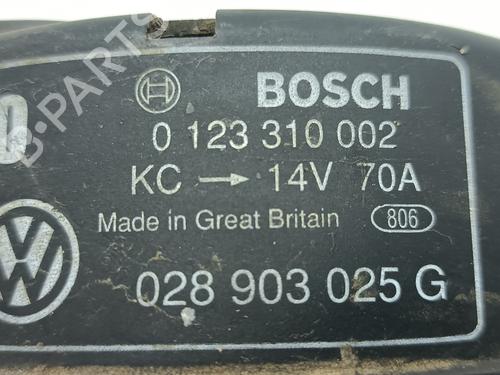 BOSCH
0 123 310 002
KC → 14V 70A
Made in Great Britain 806
028 903 025 G
B-PARTS